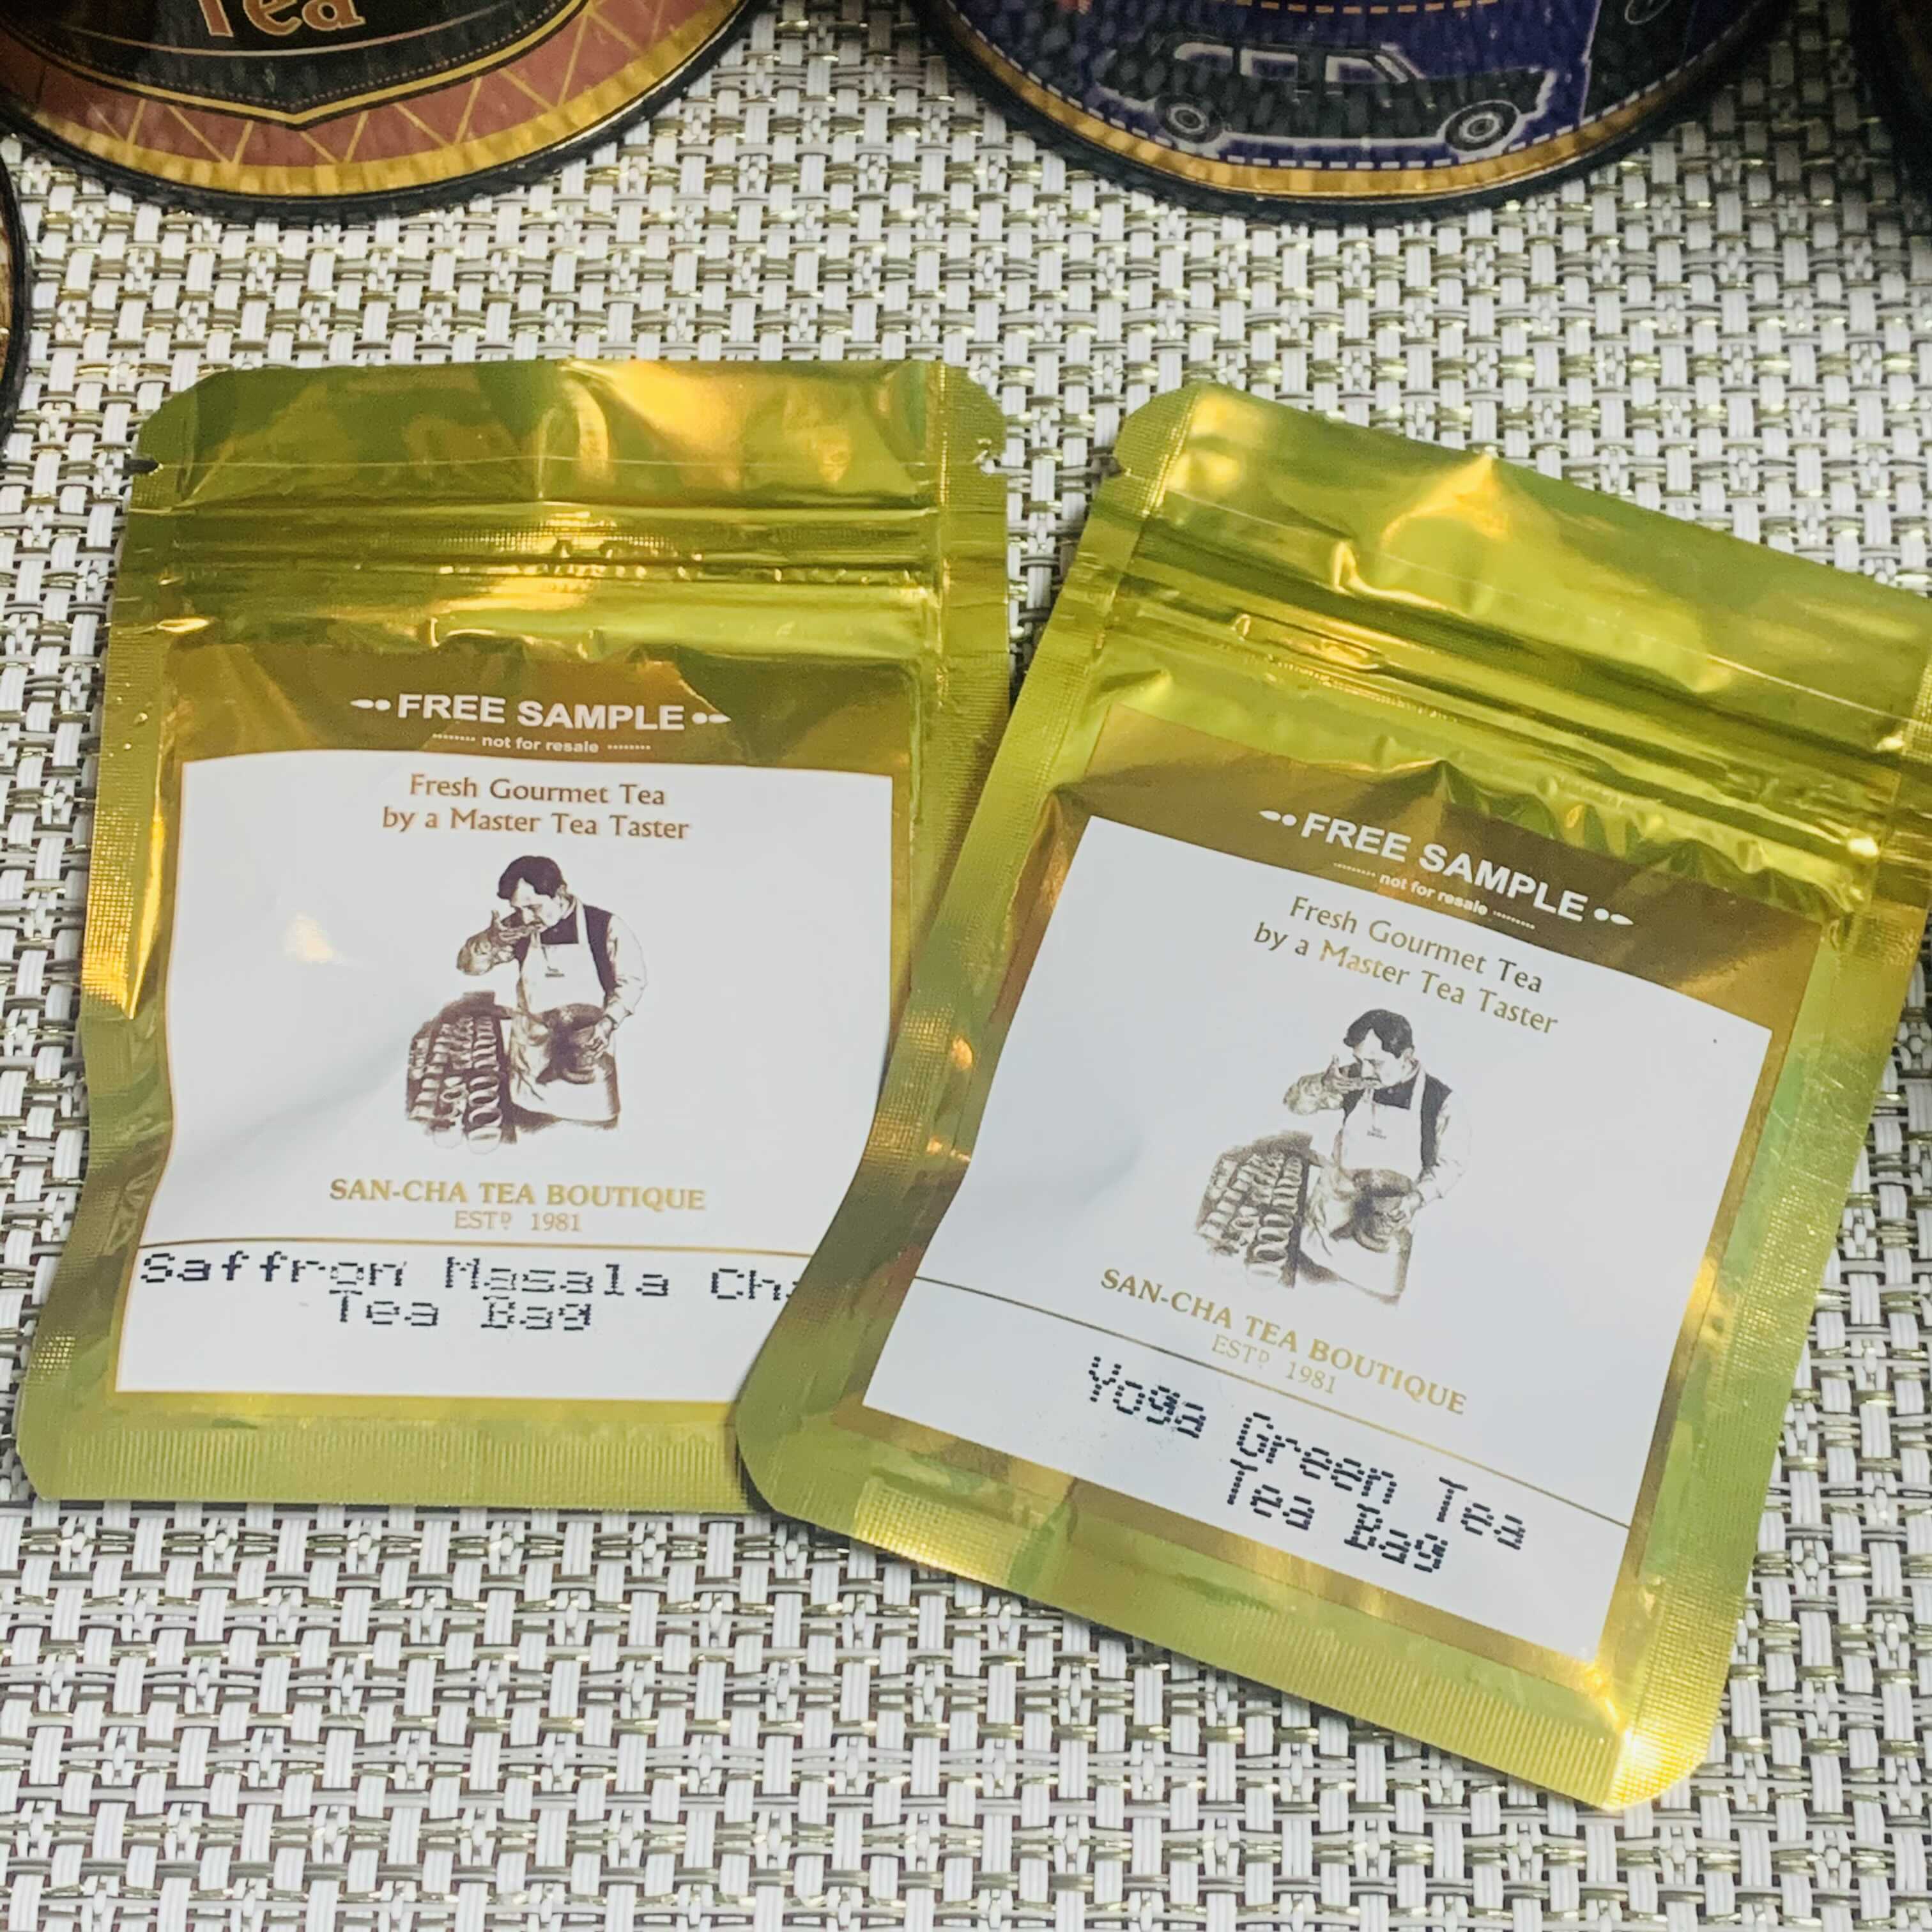 Tea
FREE SAMPLE
not for resale
Fresh Gourmet Tea
by a Master Tea Taster
SAN-CHA TEA BOUTIQUE
ESTD 1981
Saffron Masala
Tea Bag
FREE SAMPLE
not for resale
Fresh Gourmet Tea
by a Master Tea Taster
SAN-CHA TEA BOUTIQUE
ESTD 1981
Yoga Green Tea
Tea Bag